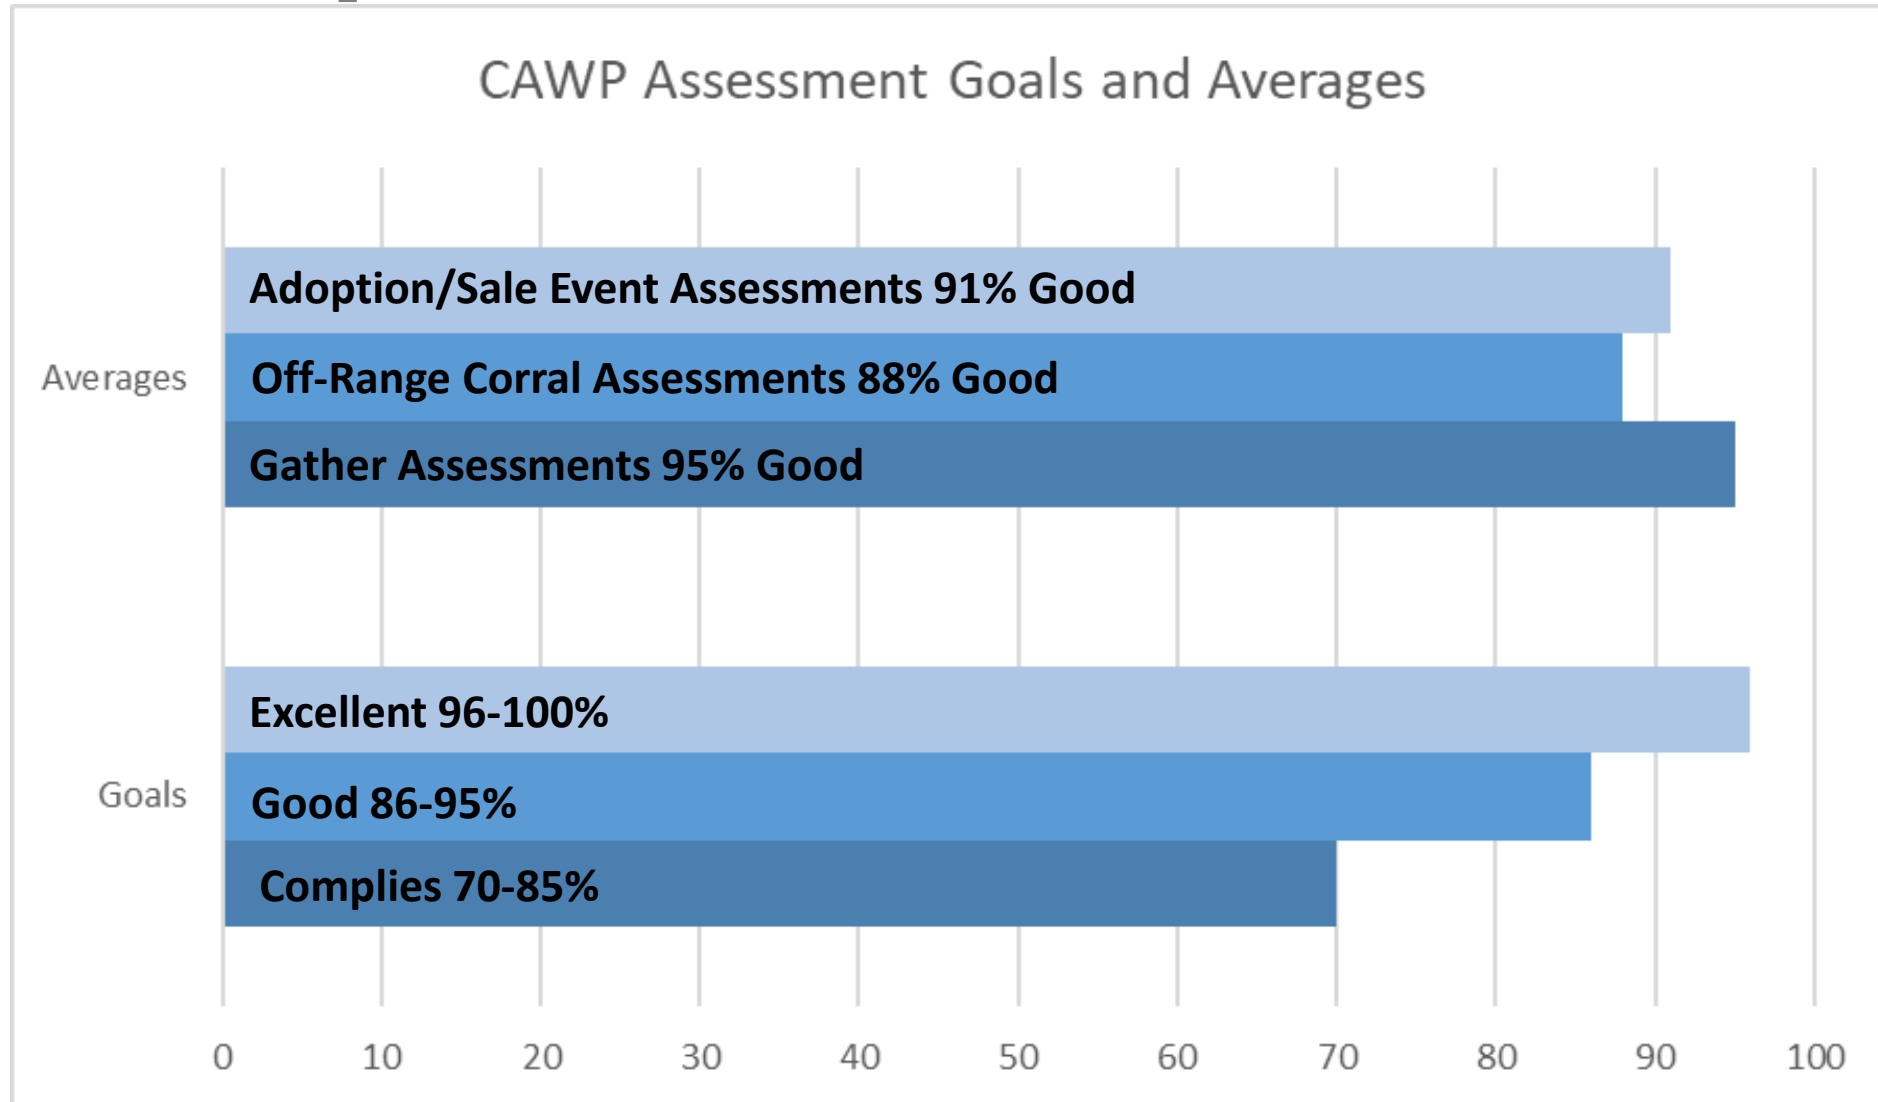 CAWP Assessment Goals and Averages
Averages
Adoption/Sale Event Assessments 91% Good
Off-Range Corral Assessments 88% Good
Gather Assessments 95% Good
Goals
Excellent 96-100%
Good 86-95%
Complies 70-85%
0 10 20 30 40 50 60 70 80 90 100